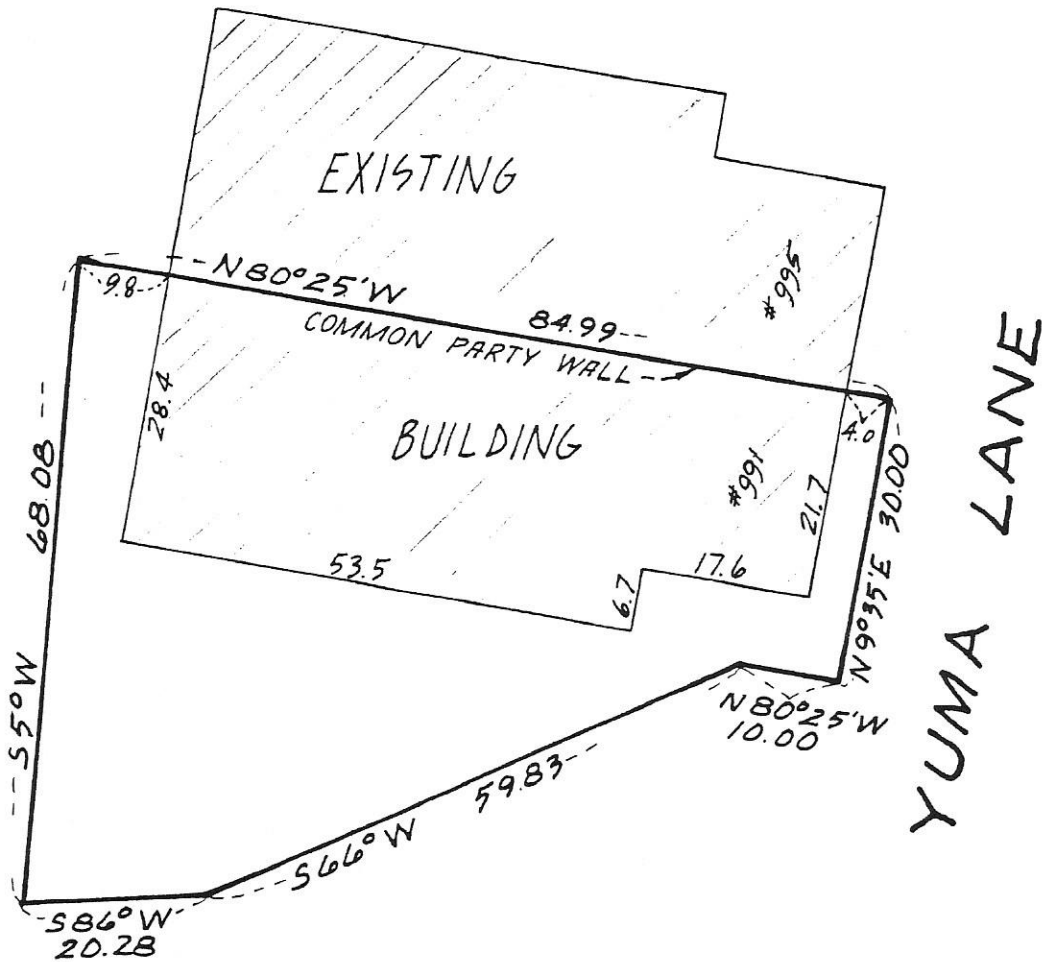 EXISTING
#995
9.8
N80°25'W
84.99
COMMON PARTY WALL
28.4
BUILDING
#991
4.0
68.08
S5°W
53.5
6.7
17.6
21.7
N9°35'E 30.00
YUMA LANE
N80°25'W
10.00
59.83
S66°W
S86°W
20.28